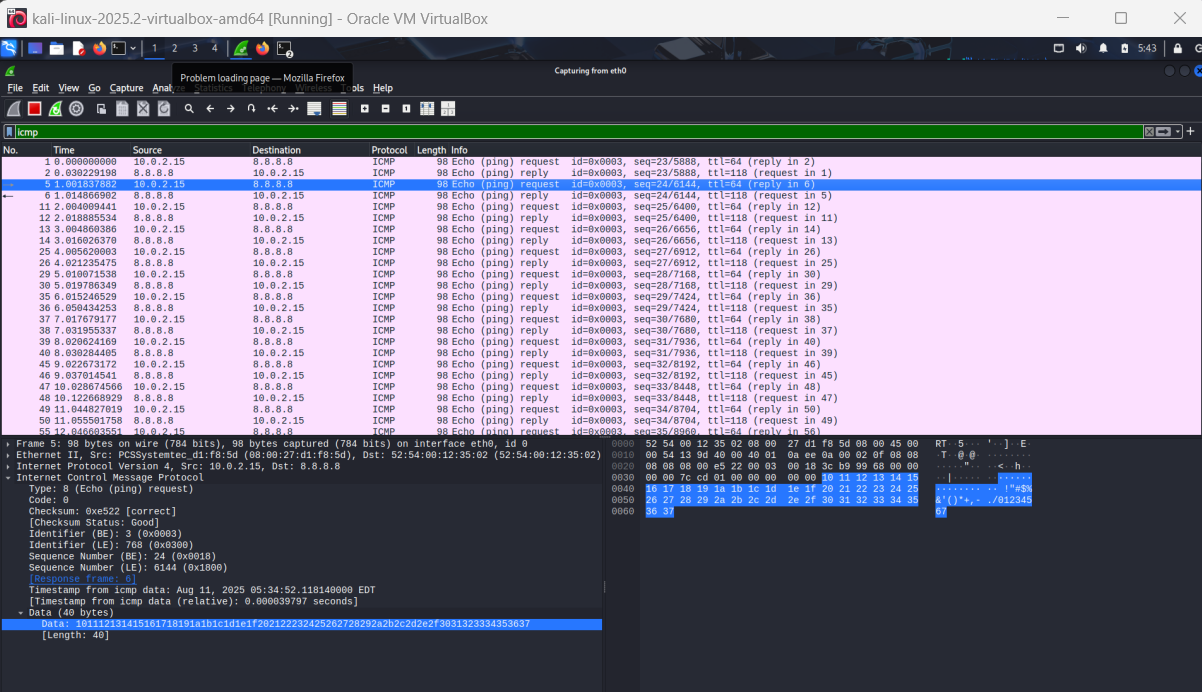 kali-linux-2025.2-virtualbox-amd64 [Running] - Oracle VM VirtualBox
1 2 3 4 2 5:43
Capturing from eth0
Problem loading page — Mozilla Firefox
File Edit View Go Capture Analyze Statistics Telephony Wireless Tools Help
icmp
No. Time Source Destination Protocol Length Info
1 0.000000000 10.0.2.15 8.8.8.8 ICMP 98 Echo (ping) request id=0x0003, seq=23/5888, ttl=64 (reply in 2)
2 0.030229198 8.8.8.8 10.0.2.15 ICMP 98 Echo (ping) reply id=0x0003, seq=23/5888, ttl=118 (request in 1)
5 1.001837882 10.0.2.15 8.8.8.8 ICMP 98 Echo (ping) request id=0x0003, seq=24/6144, ttl=64 (reply in 6)
6 1.014866902 8.8.8.8 10.0.2.15 ICMP 98 Echo (ping) reply id=0x0003, seq=24/6144, ttl=118 (request in 5)
11 2.004009441 10.0.2.15 8.8.8.8 ICMP 98 Echo (ping) request id=0x0003, seq=25/6400, ttl=64 (reply in 12)
12 2.018885534 8.8.8.8 10.0.2.15 ICMP 98 Echo (ping) reply id=0x0003, seq=25/6400, ttl=118 (request in 11)
13 3.004860386 10.0.2.15 8.8.8.8 ICMP 98 Echo (ping) request id=0x0003, seq=26/6656, ttl=64 (reply in 14)
14 3.016026370 8.8.8.8 10.0.2.15 ICMP 98 Echo (ping) reply id=0x0003, seq=26/6656, ttl=118 (request in 13)
25 4.005620003 10.0.2.15 8.8.8.8 ICMP 98 Echo (ping) request id=0x0003, seq=27/6912, ttl=64 (reply in 26)
26 4.021235475 8.8.8.8 10.0.2.15 ICMP 98 Echo (ping) reply id=0x0003, seq=27/6912, ttl=118 (request in 25)
29 5.010071538 10.0.2.15 8.8.8.8 ICMP 98 Echo (ping) request id=0x0003, seq=28/7168, ttl=64 (reply in 30)
30 5.019786349 8.8.8.8 10.0.2.15 ICMP 98 Echo (ping) reply id=0x0003, seq=28/7168, ttl=118 (request in 29)
35 6.015246529 10.0.2.15 8.8.8.8 ICMP 98 Echo (ping) request id=0x0003, seq=29/7424, ttl=64 (reply in 36)
36 6.050434253 8.8.8.8 10.0.2.15 ICMP 98 Echo (ping) reply id=0x0003, seq=29/7424, ttl=118 (request in 35)
37 7.017679177 10.0.2.15 8.8.8.8 ICMP 98 Echo (ping) request id=0x0003, seq=30/7680, ttl=64 (reply in 38)
38 7.031955337 8.8.8.8 10.0.2.15 ICMP 98 Echo (ping) reply id=0x0003, seq=30/7680, ttl=118 (request in 37)
39 8.020624169 10.0.2.15 8.8.8.8 ICMP 98 Echo (ping) request id=0x0003, seq=31/7936, ttl=64 (reply in 40)
40 8.030284405 8.8.8.8 10.0.2.15 ICMP 98 Echo (ping) reply id=0x0003, seq=31/7936, ttl=118 (request in 39)
45 9.022673172 10.0.2.15 8.8.8.8 ICMP 98 Echo (ping) request id=0x0003, seq=32/8192, ttl=64 (reply in 46)
46 9.037014541 8.8.8.8 10.0.2.15 ICMP 98 Echo (ping) reply id=0x0003, seq=32/8192, ttl=118 (request in 45)
47 10.028674566 10.0.2.15 8.8.8.8 ICMP 98 Echo (ping) request id=0x0003, seq=33/8448, ttl=64 (reply in 48)
48 10.122668929 8.8.8.8 10.0.2.15 ICMP 98 Echo (ping) reply id=0x0003, seq=33/8448, ttl=118 (request in 47)
49 11.044827019 10.0.2.15 8.8.8.8 ICMP 98 Echo (ping) request id=0x0003, seq=34/8704, ttl=64 (reply in 50)
50 11.055501758 8.8.8.8 10.0.2.15 ICMP 98 Echo (ping) reply id=0x0003, seq=34/8704, ttl=118 (request in 49)
55 12.046603551 10.0.2.15 8.8.8.8 ICMP 98 Echo (ping) request id=0x0003, seq=35/8960, ttl=64 (reply in 56)
Frame 5: 98 bytes on wire (784 bits), 98 bytes captured (784 bits) on interface eth0, id 0
Ethernet II, Src: PCSSystemtec_d1:f8:5d (08:00:27:d1:f8:5d), Dst: 52:54:00:12:35:02 (52:54:00:12:35:02)
Internet Protocol Version 4, Src: 10.0.2.15, Dst: 8.8.8.8
Internet Control Message Protocol
Type: 8 (Echo (ping) request)
Code: 0
Checksum: 0xe522 [correct]
[Checksum Status: Good]
Identifier (BE): 3 (0x0003)
Identifier (LE): 768 (0x0300)
Sequence Number (BE): 24 (0x0018)
Sequence Number (LE): 6144 (0x1800)
[Response frame: 6]
Timestamp from icmp data: Aug 11, 2025 05:34:52.118140000 EDT
[Timestamp from icmp data (relative): 0.000039797 seconds]
Data (40 bytes)
Data: 101112131415161718191a1b1c1d1e1f202122232425262728292a2b2c2d2e2f3031323334353637
[Length: 40]
0000 52 54 00 12 35 02 08 00 27 d1 f8 5d 08 00 45 00 RT··5···'··]··E·
0010 00 54 13 9d 40 00 40 01 0a ee 0a 00 02 0f 08 08 ·T··@·@·········
0020 08 08 08 00 e5 22 00 03 00 18 3c b9 99 68 00 00 ·····"····<··h··
0030 00 00 7c cd 01 00 00 00 00 00 10 11 12 13 14 15 ··|·············
0040 16 17 18 19 1a 1b 1c 1d 1e 1f 20 21 22 23 24 25 ·········· !"#$%
0050 26 27 28 29 2a 2b 2c 2d 2e 2f 30 31 32 33 34 35 &'()*+,- ./012345
0060 36 37 67